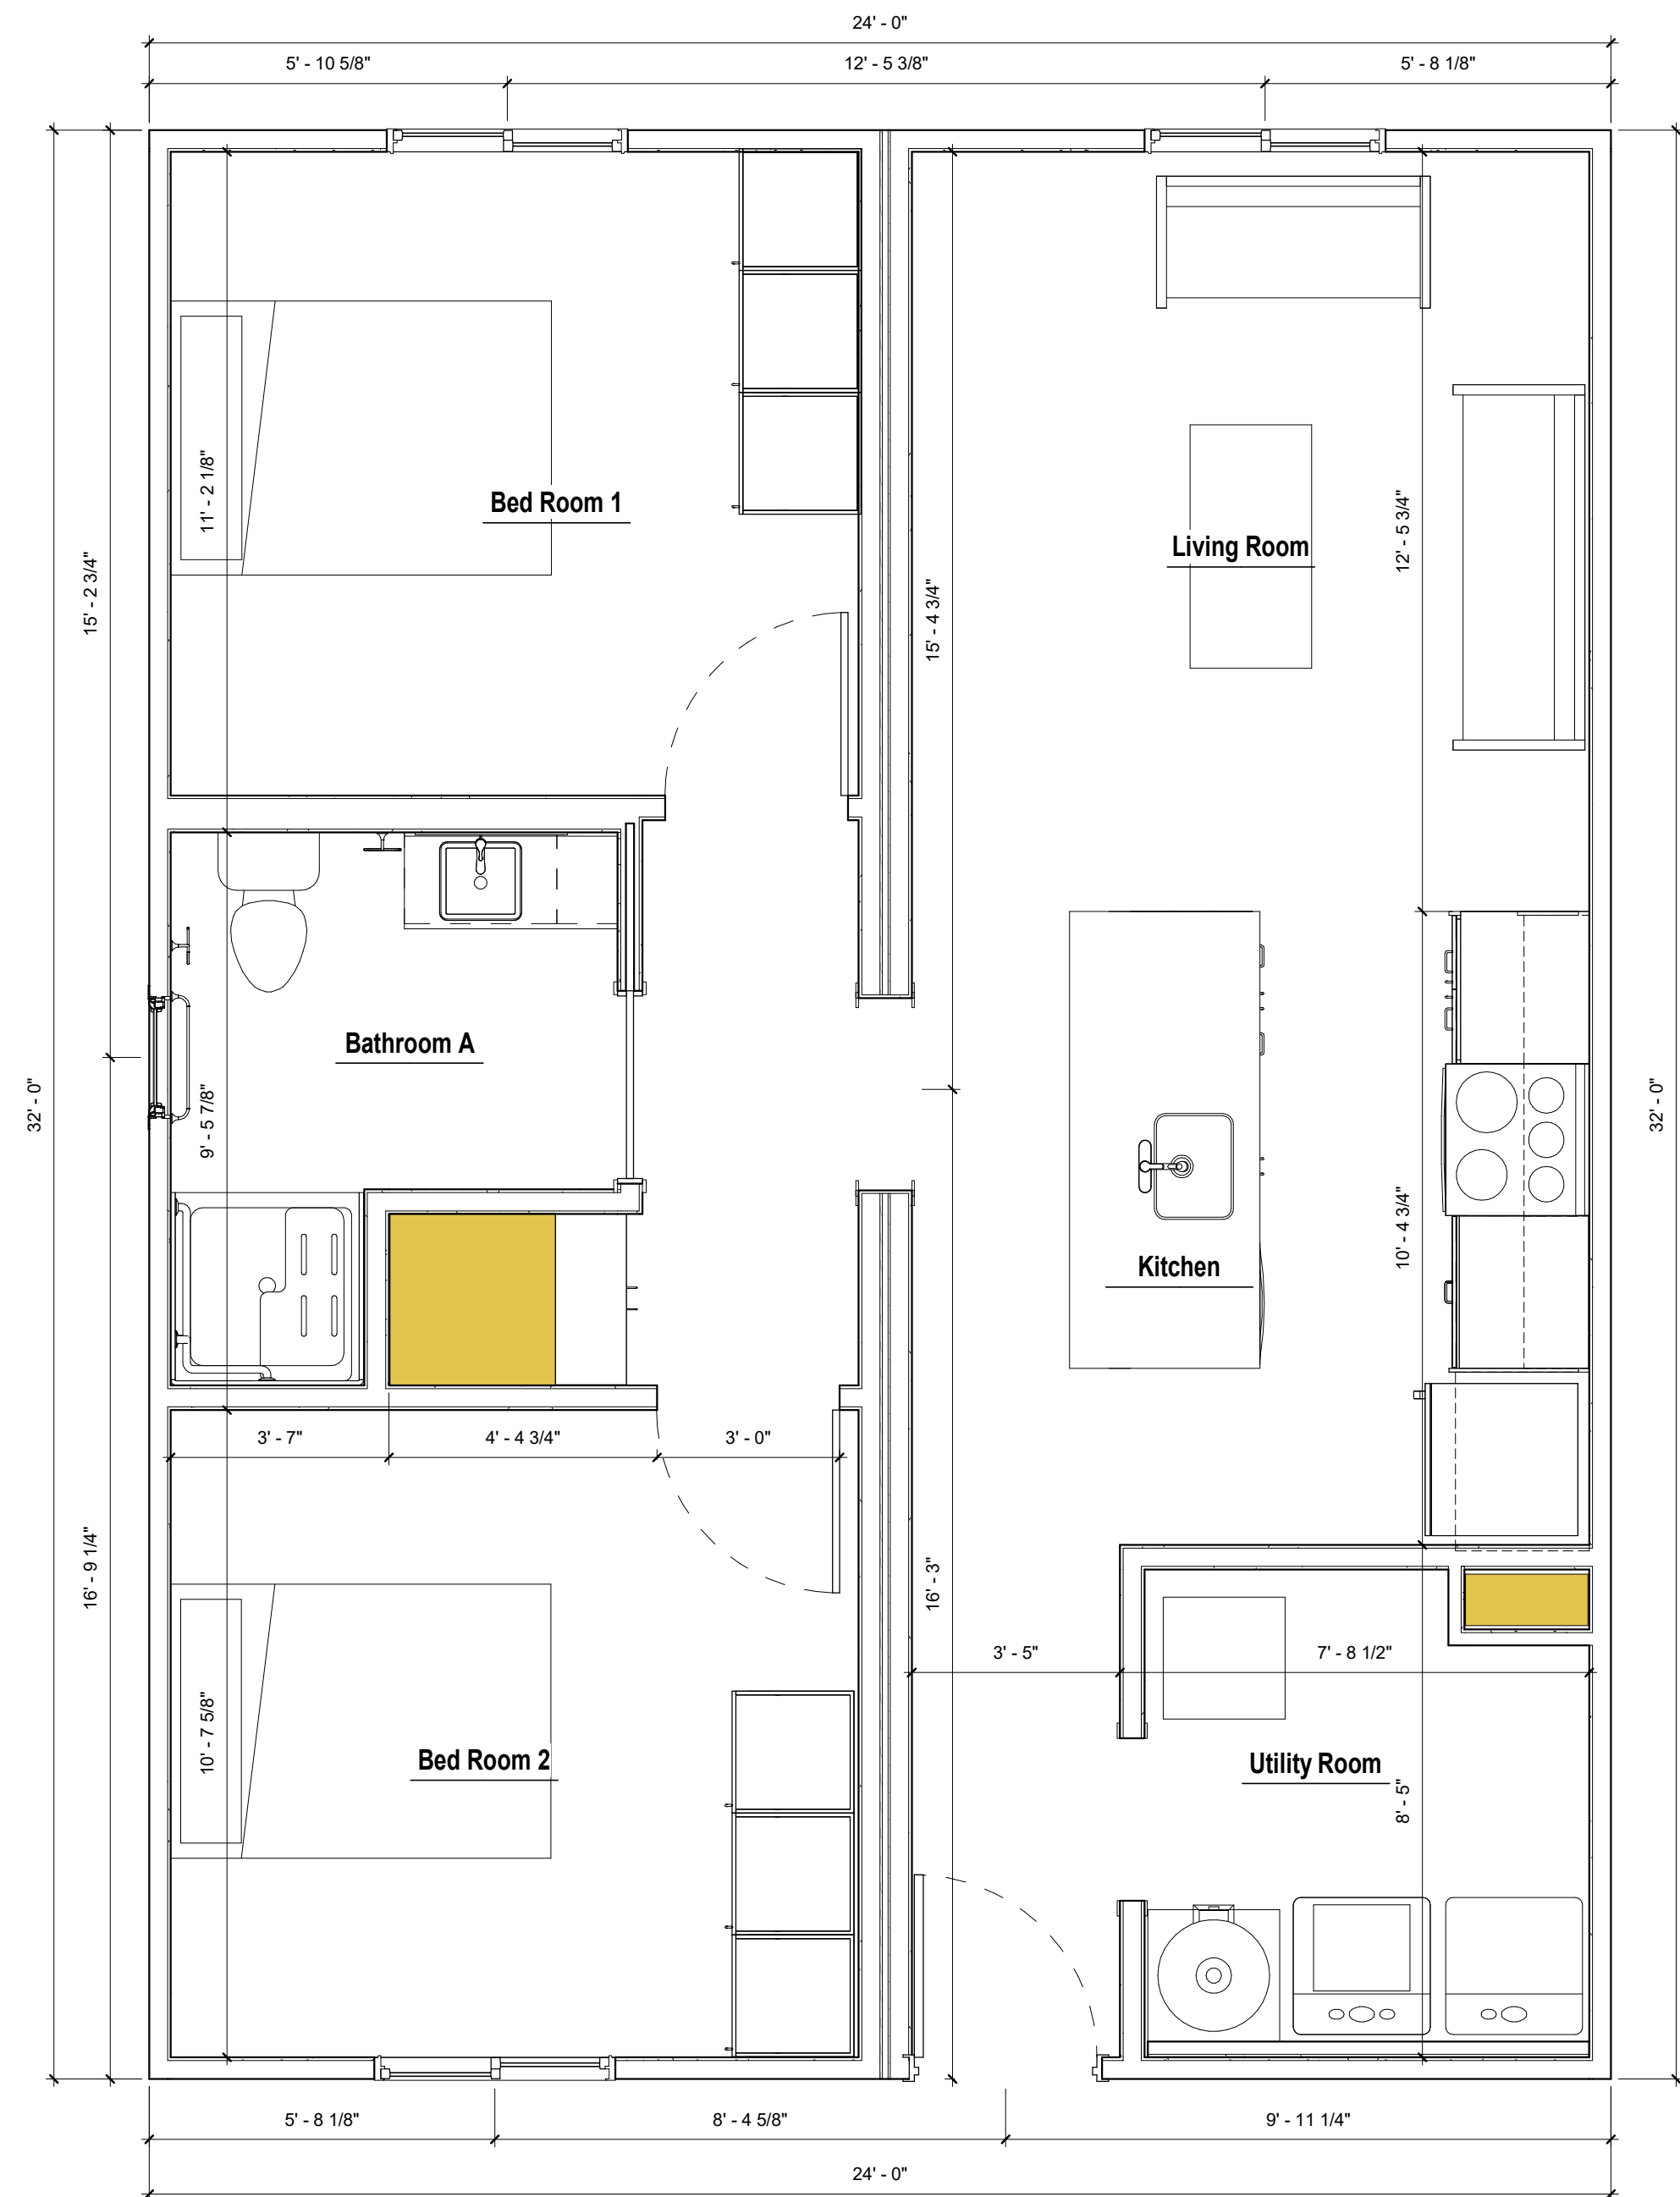 24' - 0"
5' - 10 5/8"
12' - 5 3/8"
5' - 8 1/8"
11' - 2 1/8"
Bed Room 1
Living Room
12' - 5 3/4"
15' - 2 3/4"
15' - 4 3/4"
Bathroom A
32' - 0"
9' - 5 7/8"
32' - 0"
10' - 4 3/4"
Kitchen
3' - 7"
4' - 4 3/4"
3' - 0"
16' - 9 1/4"
16' - 3"
3' - 5"
7' - 8 1/2"
10' - 7 5/8"
Bed Room 2
Utility Room
8' - 5"
5' - 8 1/8"
8' - 4 5/8"
9' - 11 1/4"
24' - 0"